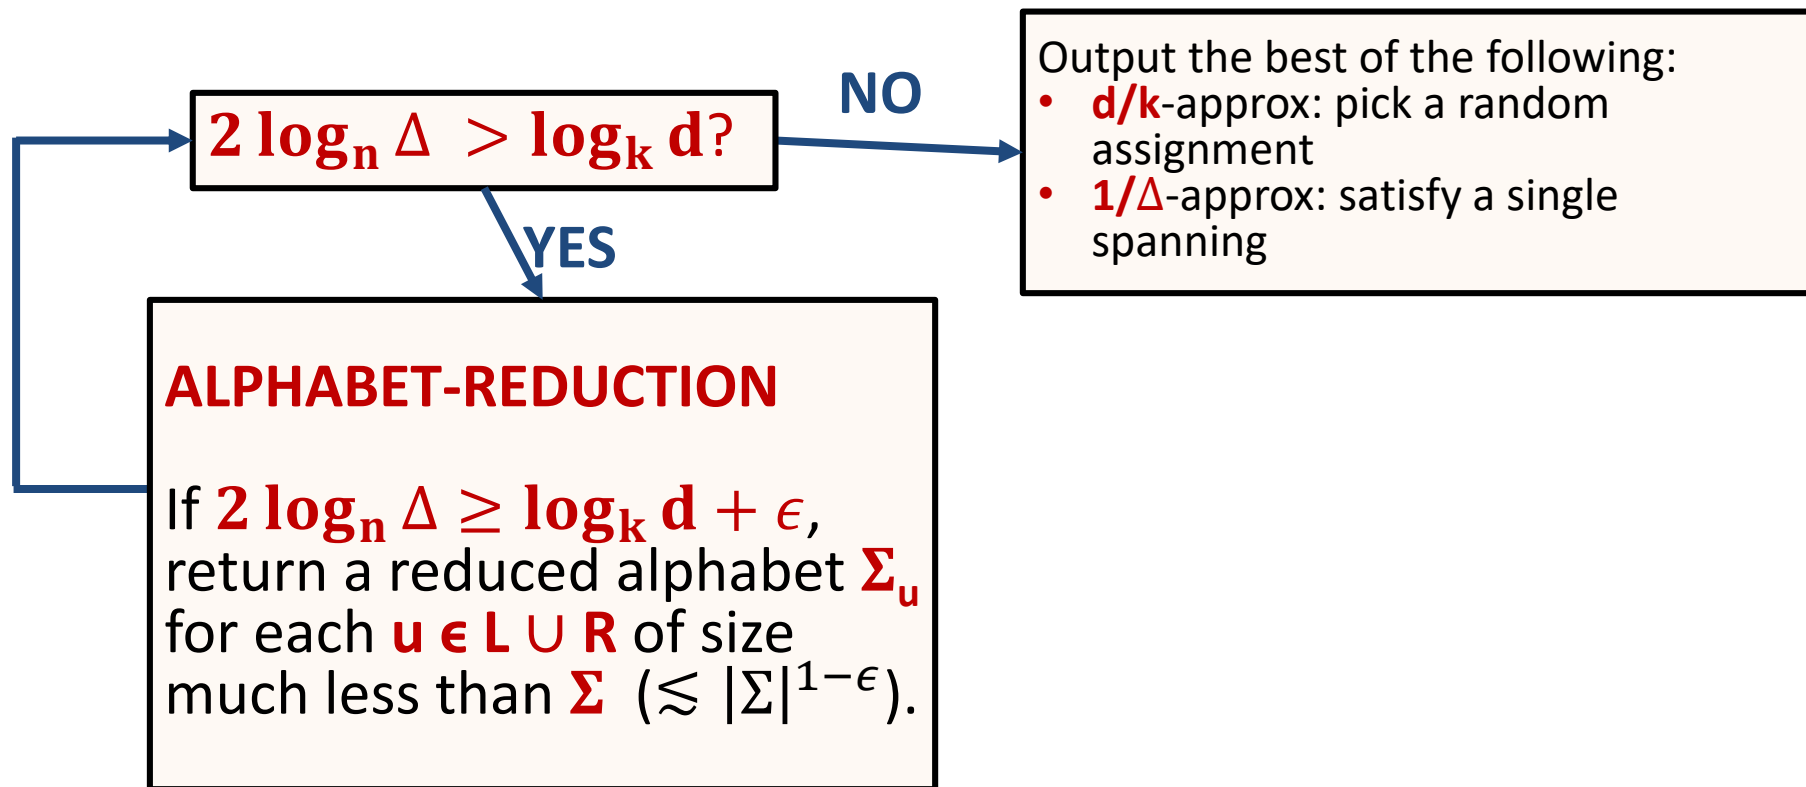 2 logₙ Δ > logₖ d?
NO
YES
Output the best of the following:
• d/k-approx: pick a random
assignment
• 1/Δ-approx: satisfy a single
spanning
ALPHABET-REDUCTION
If 2 logₙ Δ ≥ logₖ d + ϵ,
return a reduced alphabet Σᵤ
for each u ϵ L ∪ R of size
much less than Σ (⪅ |Σ|¹⁻ᵋ).